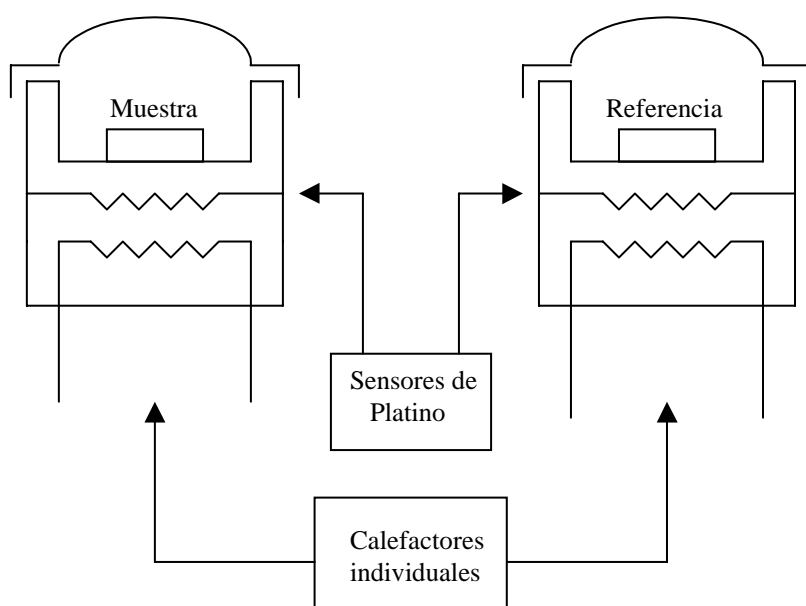 Muestra
Referencia
Sensores de
Platino
Calefactores
individuales